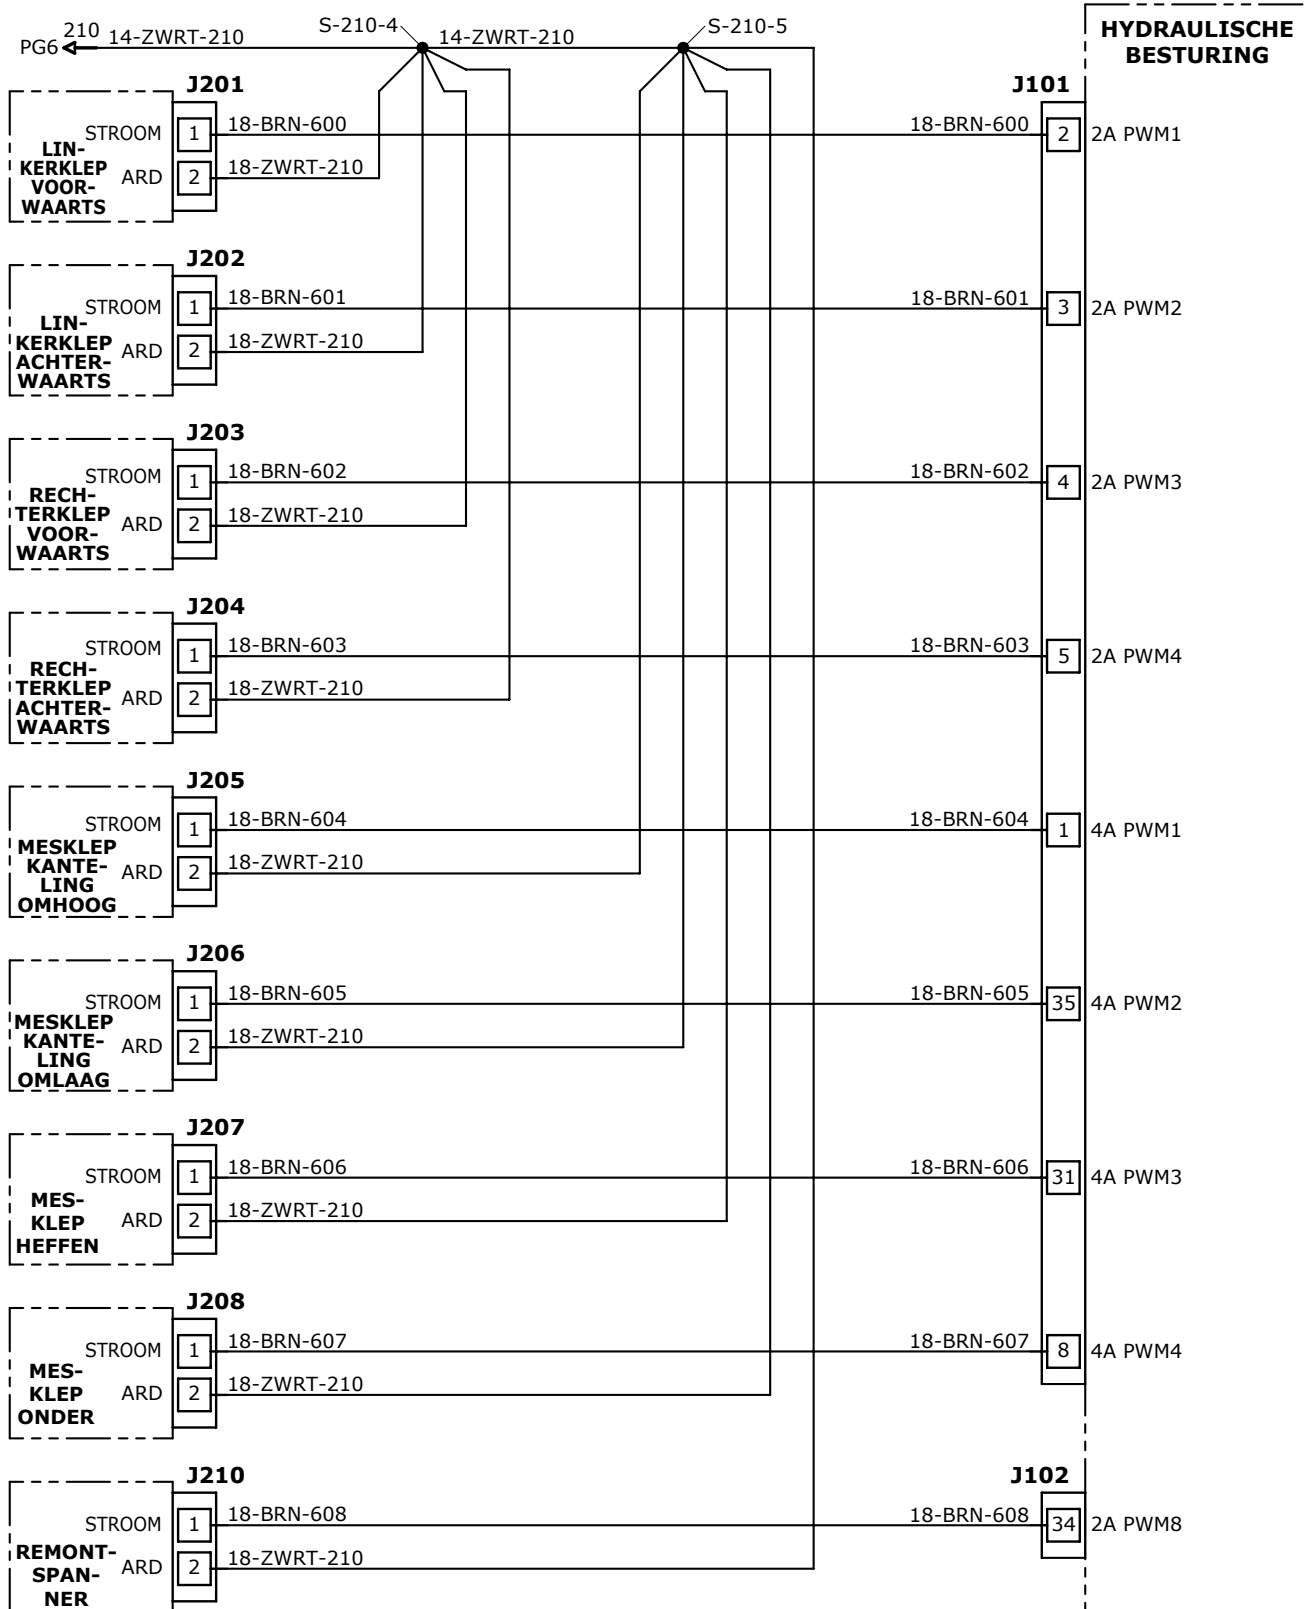 HYDRAULISCHE
BESTURING
PG6 210 14-ZWRT-210 S-210-4 14-ZWRT-210 S-210-5
J201 J101
STROOM 1 18-BRN-600 18-BRN-600 2 2A PWM1
ARD 2 18-ZWRT-210
LIN-
KERKLEP
VOOR-
WAARTS
J202
STROOM 1 18-BRN-601 18-BRN-601 3 2A PWM2
ARD 2 18-ZWRT-210
LIN-
KERKLEP
ACHTER-
WAARTS
J203
STROOM 1 18-BRN-602 18-BRN-602 4 2A PWM3
ARD 2 18-ZWRT-210
RECH-
TERKLEP
VOOR-
WAARTS
J204
STROOM 1 18-BRN-603 18-BRN-603 5 2A PWM4
ARD 2 18-ZWRT-210
RECH-
TERKLEP
ACHTER-
WAARTS
J205
STROOM 1 18-BRN-604 18-BRN-604 1 4A PWM1
ARD 2 18-ZWRT-210
MESKLEP
KANTE-
LING
OMHOOG
J206
STROOM 1 18-BRN-605 18-BRN-605 35 4A PWM2
ARD 2 18-ZWRT-210
MESKLEP
KANTE-
LING
OMLAAG
J207
STROOM 1 18-BRN-606 18-BRN-606 31 4A PWM3
ARD 2 18-ZWRT-210
MES-
KLEP
HEFFEN
J208
STROOM 1 18-BRN-607 18-BRN-607 8 4A PWM4
ARD 2 18-ZWRT-210
MES-
KLEP
ONDER
J210 J102
STROOM 1 18-BRN-608 18-BRN-608 34 2A PWM8
ARD 2 18-ZWRT-210
REMONT-
SPAN-
NER